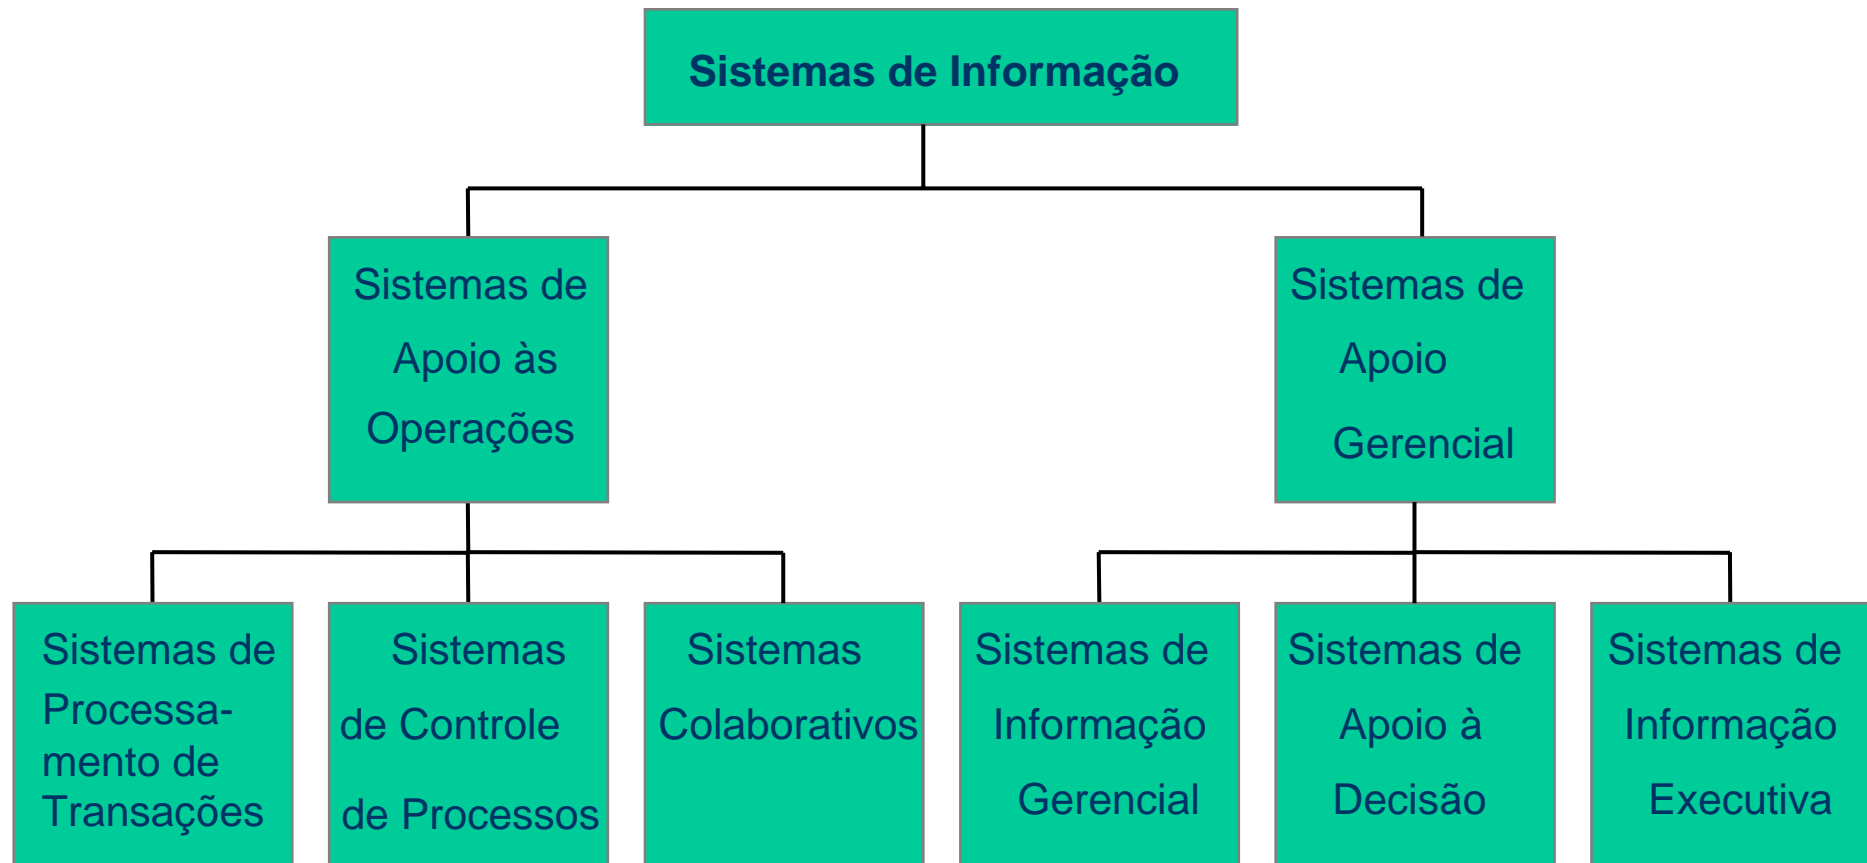 Sistemas de Informação
Sistemas de
Apoio às
Operações
Sistemas de
Apoio
Gerencial
Sistemas de
Processa-
mento de
Transações
Sistemas
de Controle
de Processos
Sistemas
Colaborativos
Sistemas de
Informação
Gerencial
Sistemas de
Apoio à
Decisão
Sistemas de
Informação
Executiva